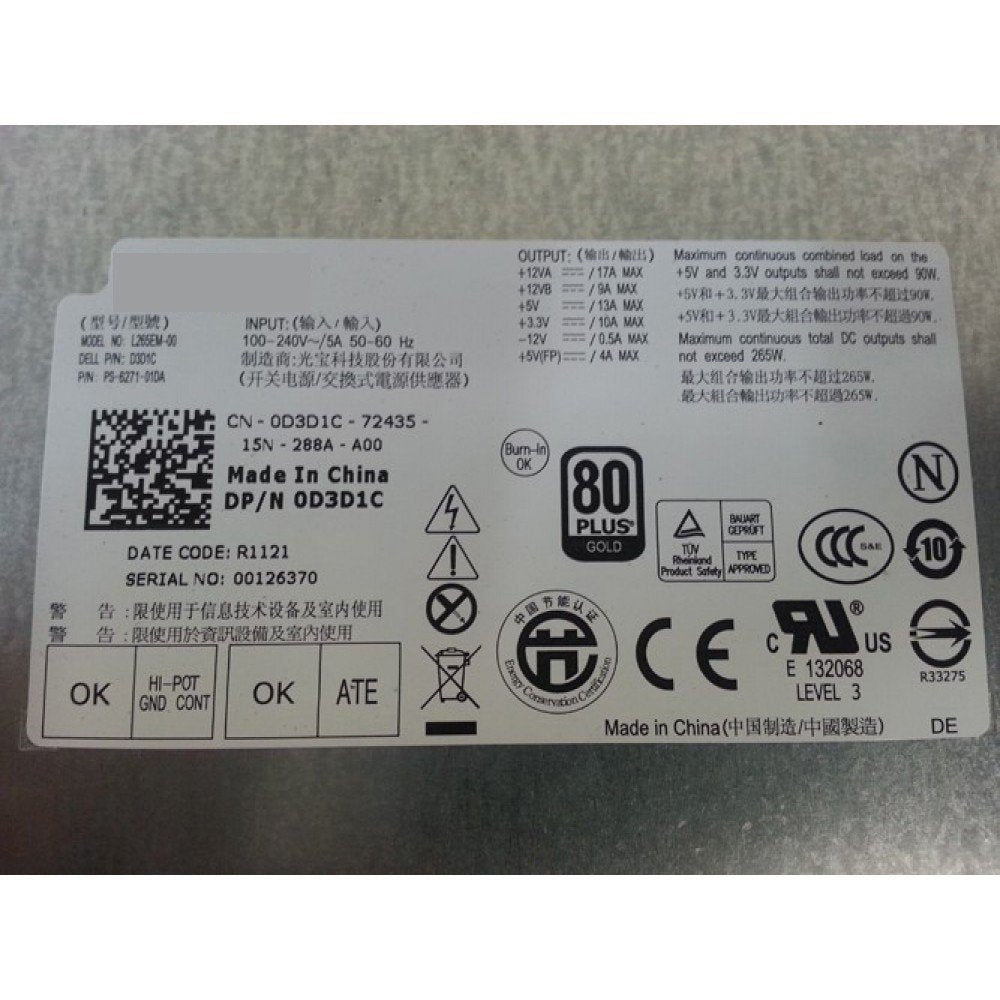 (型号/型號)
MODEL NO: L265EM-00
DELL P/N: D3D1C
P/N: PS-6271-01DA
INPUT:(输入/輸入)
100-240V~/5A 50-60 Hz
制造商:光宝科技股份有限公司
(开关电源/交換式電源供應器)
OUTPUT: (输出/輸出)
+12VA ⎓ /17A MAX
+12VB ⎓ /9A MAX
+5V ⎓ /13A MAX
+3.3V ⎓ /10A MAX
-12V ⎓ /0.5A MAX
+5V(FP) ⎓ / 4A MAX
Maximum continuous combined load on the
+5V and 3.3V outputs shall not exceed 90W.
+5V和+3.3V最大组合输出功率不超过90W.
+5V和+3.3V最大組合輸出功率不超過90W.
Maximum continuous total DC outputs shall
not exceed 265W.
最大组合输出功率不超过265W.
最大組合輸出功率不超過265W.
CN - 0D3D1C - 72435 -
15N - 288A - A00
Made In China
DP/N 0D3D1C
DATE CODE: R1121
SERIAL NO: 00126370
警 告 : 限使用于信息技术设备及室内使用
警 告 : 限使用於資訊設備及室內使用
OK
HI-POT
GND CONT
OK
ATE
Burn-In
OK
80
PLUS®
GOLD
TÜV
Rheinland
Product Safety
BAUART
GEPRÜFT
TYPE
APPROVED
CCC S&E
10
N
中国节能认证
Energy Conservation Certification
CE
C UR® US
E 132068
LEVEL 3
R33275
Made in China(中国制造/中國製造)
DE